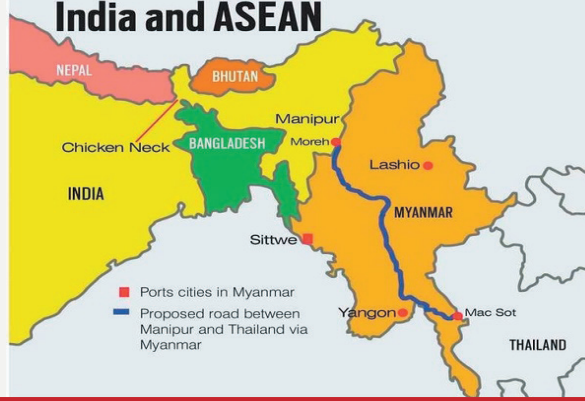 India and ASEAN
NEPAL
BHUTAN
Manipur
Chicken Neck
BANGLADESH
Moreh
Lashio
INDIA
MYANMAR
Sittwe
Ports cities in Myanmar
Proposed road between
Manipur and Thailand via
Myanmar
Yangon
Mac Sot
THAILAND